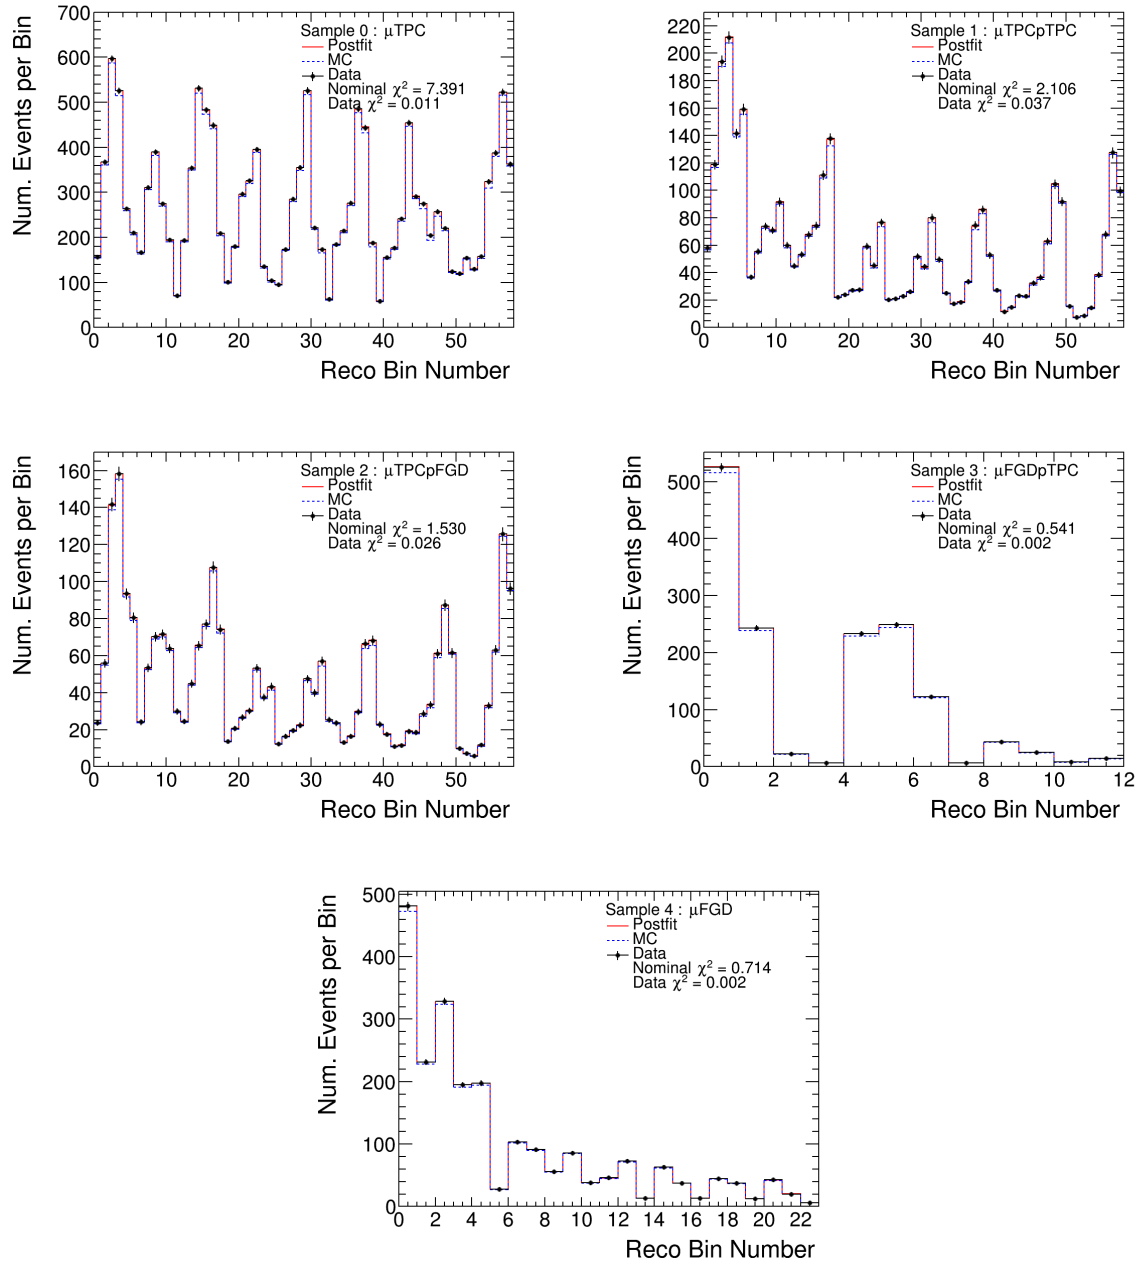 Sample 0 : μTPC
Postfit
MC
Data
Nominal χ² = 7.391
Data χ² = 0.011
Num. Events per Bin
700
600
500
400
300
200
100
0
0 10 20 30 40 50
Reco Bin Number
Sample 1 : μTPCpTPC
Postfit
MC
Data
Nominal χ² = 2.106
Data χ² = 0.037
Num. Events per Bin
220
200
180
160
140
120
100
80
60
40
20
0
0 10 20 30 40 50
Reco Bin Number
Sample 2 : μTPCpFGD
Postfit
MC
Data
Nominal χ² = 1.530
Data χ² = 0.026
Num. Events per Bin
160
140
120
100
80
60
40
20
0
0 10 20 30 40 50
Reco Bin Number
Sample 3 : μFGDpTPC
Postfit
MC
Data
Nominal χ² = 0.541
Data χ² = 0.002
Num. Events per Bin
500
400
300
200
100
0
0 2 4 6 8 10 12
Reco Bin Number
Sample 4 : μFGD
Postfit
MC
Data
Nominal χ² = 0.714
Data χ² = 0.002
Num. Events per Bin
500
400
300
200
100
0
0 2 4 6 8 10 12 14 16 18 20 22
Reco Bin Number